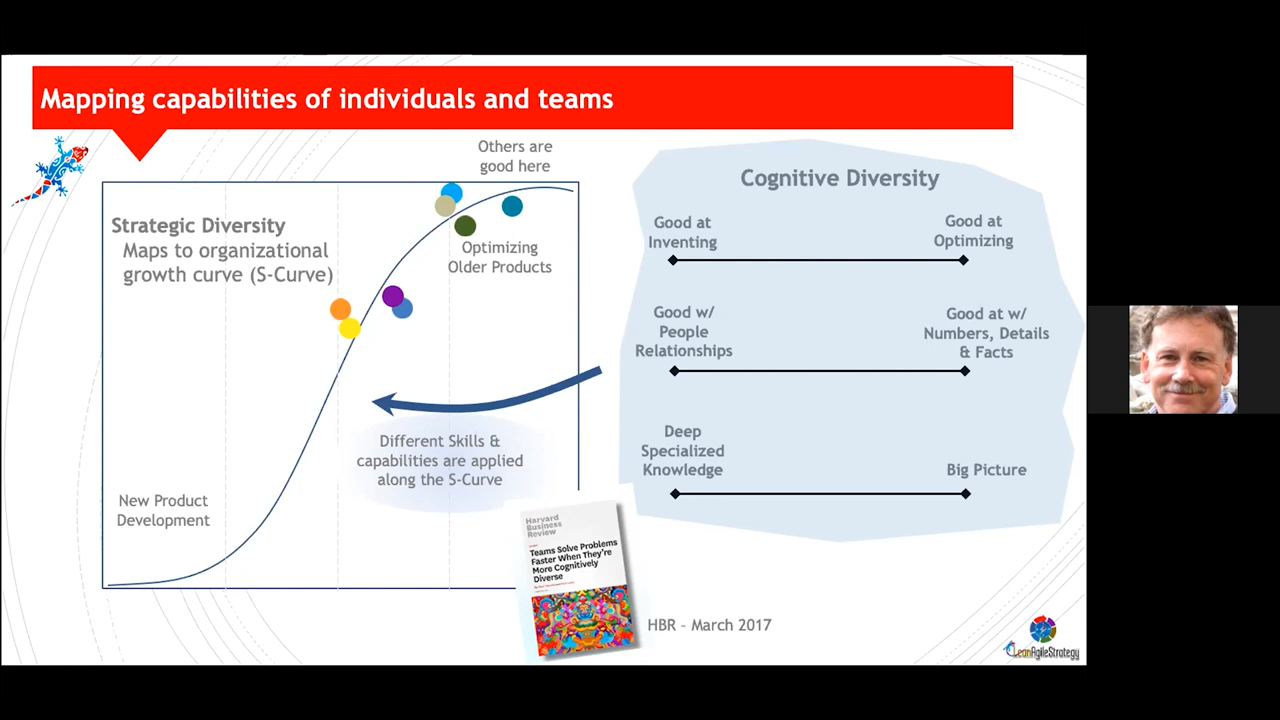 Mapping capabilities of individuals and teams
Others are
good here
Strategic Diversity
Maps to organizational
growth curve (S-Curve)
Optimizing
Older Products
Different Skills &
capabilities are applied
along the S-Curve
New Product
Development
Cognitive Diversity
Good at
Inventing
Good at
Optimizing
Good w/
People
Relationships
Good at w/
Numbers, Details
& Facts
Deep
Specialized
Knowledge
Big Picture
Harvard
Business
Review
Teams Solve Problems
Faster When They're
More Cognitively
Diverse
HBR – March 2017
LeanAgileStrategy